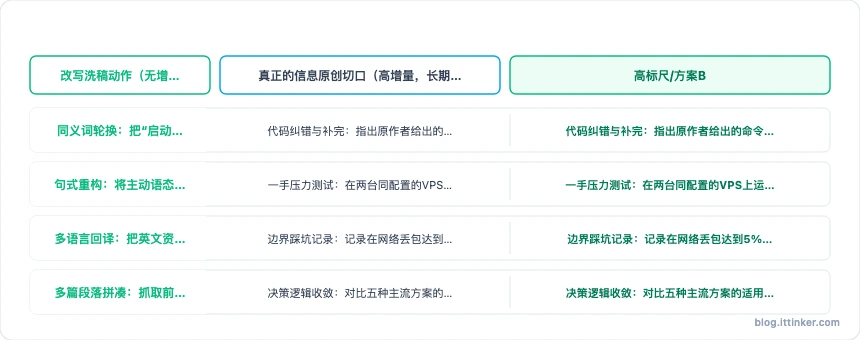 改写洗稿动作（无增...
真正的信息原创切口（高增量，长期...
高标尺/方案B
同义词轮换：把“启动...
代码纠错与补完：指出原作者给出的...
代码纠错与补完：指出原作者给出的命令...
句式重构：将主动语态...
一手压力测试：在两台同配置的VPS...
一手压力测试：在两台同配置的VPS上运...
多语言回译：把英文资...
边界踩坑记录：记录在网络丢包达到...
边界踩坑记录：记录在网络丢包达到5%...
多篇段落拼凑：抓取前...
决策逻辑收敛：对比五种主流方案的...
决策逻辑收敛：对比五种主流方案的适用...
blog.ittinker.com